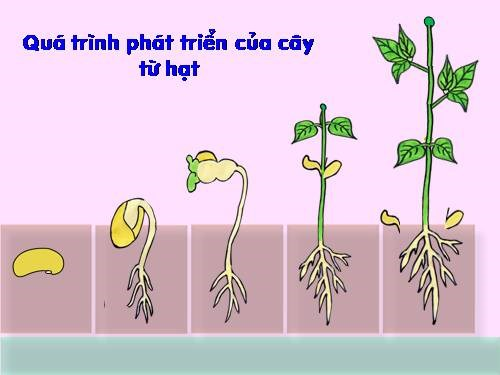 Quá trình phát triển của cây
từ hạt